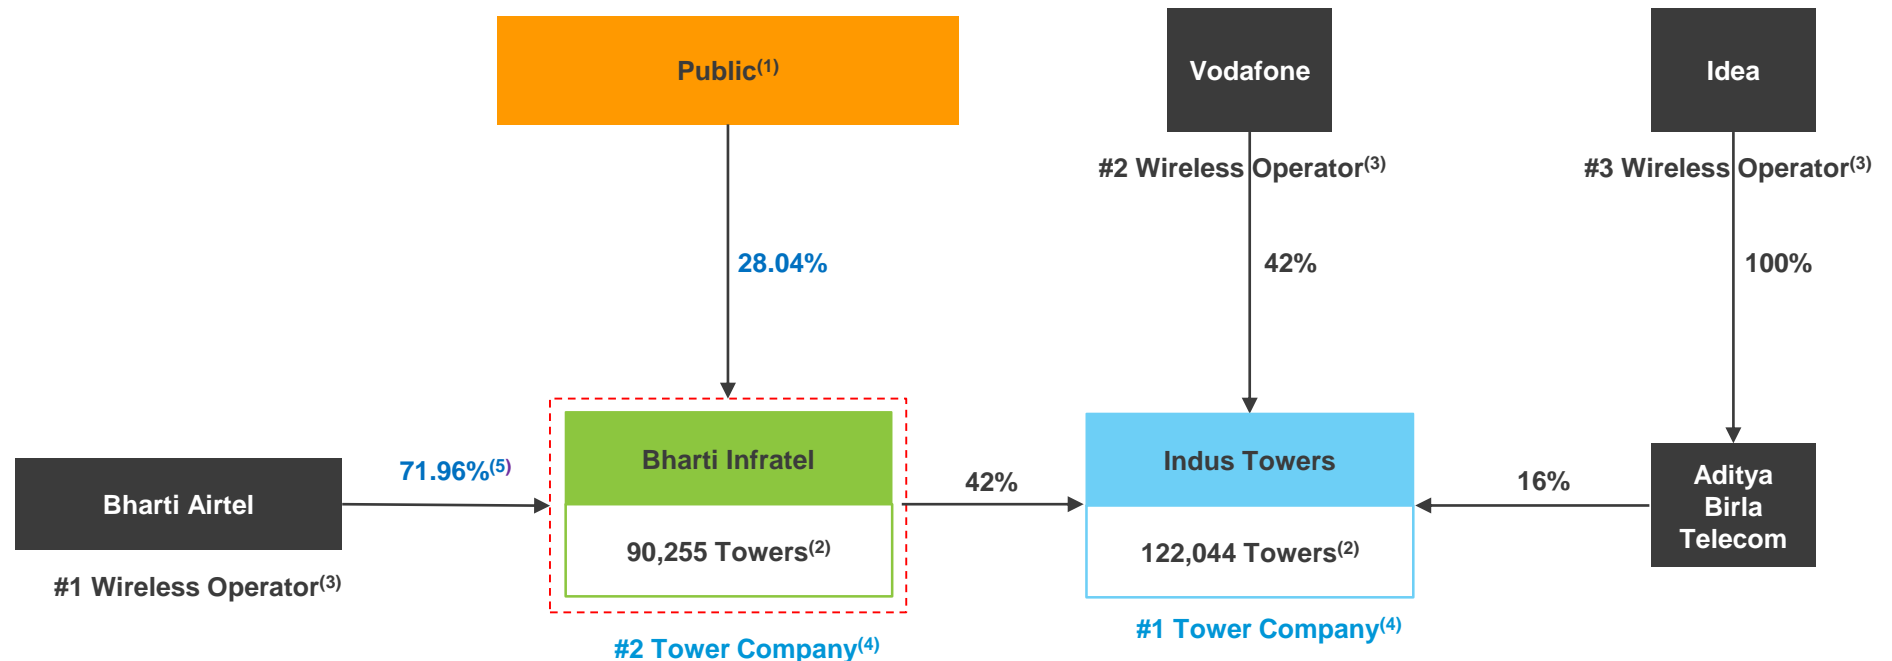 Public(1)
Vodafone
Idea
#2 Wireless Operator(3)
#3 Wireless Operator(3)
28.04%
42%
100%
Bharti Airtel
#1 Wireless Operator(3)
71.96%(5)
Bharti Infratel
90,255 Towers(2)
#2 Tower Company(4)
42%
Indus Towers
122,044 Towers(2)
#1 Tower Company(4)
16%
Aditya
Birla
Telecom